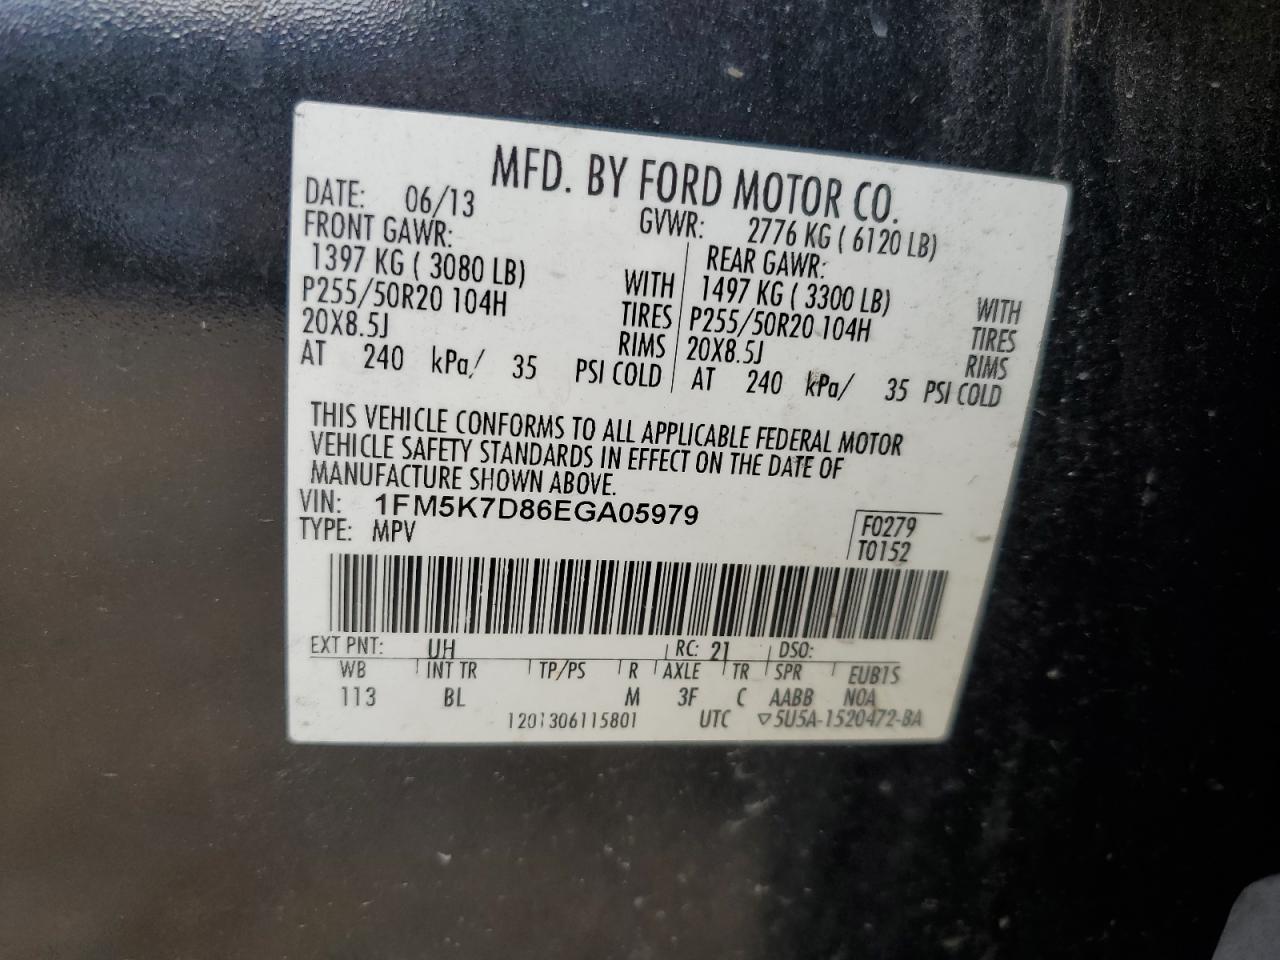 MFD. BY FORD MOTOR CO.
DATE: 06/13 GVWR: 2776 KG ( 6120 LB)
FRONT GAWR: REAR GAWR:
1397 KG ( 3080 LB) WITH 1497 KG ( 3300 LB) WITH
P255/50R20 104H TIRES P255/50R20 104H TIRES
20X8.5J RIMS 20X8.5J RIMS
AT 240 kPa/ 35 PSI COLD AT 240 kPa/ 35 PSI COLD
THIS VEHICLE CONFORMS TO ALL APPLICABLE FEDERAL MOTOR
VEHICLE SAFETY STANDARDS IN EFFECT ON THE DATE OF
MANUFACTURE SHOWN ABOVE.
VIN: 1FM5K7D86EGA05979
TYPE: MPV
F0279
T0152
EXT PNT: UH RC: 21 DSO:
WB INT TR TP/PS R AXLE TR SPR EUB1S
113 BL M 3F C AABB NOA
1201306115801 UTC ▽5U5A-1520472-BA